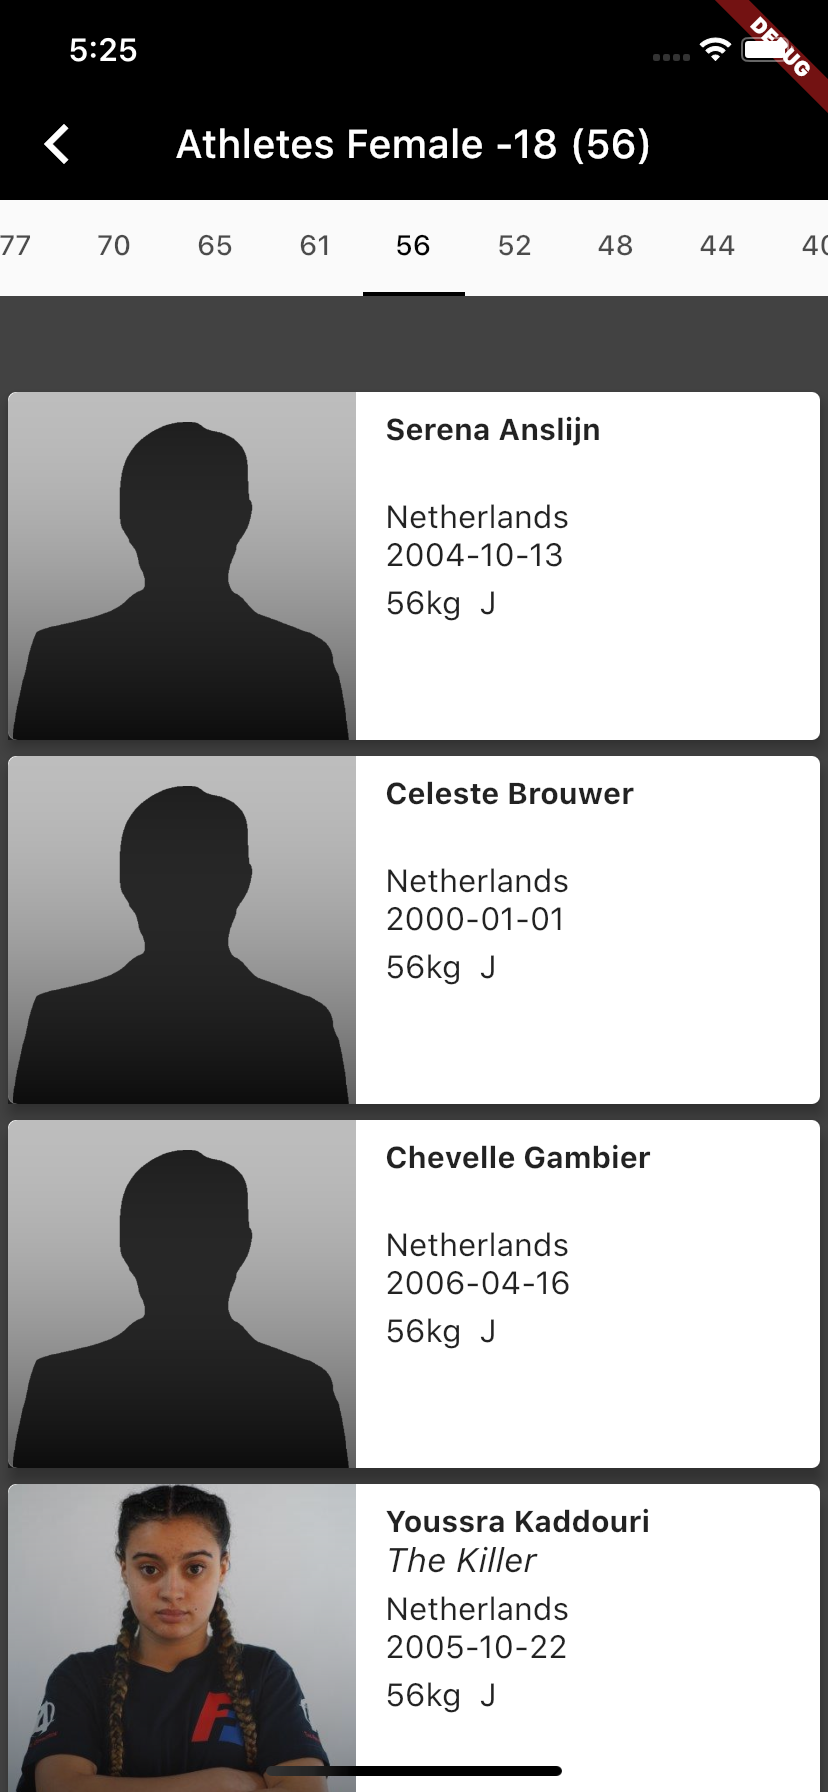 5:25
DEBUG
Athletes Female -18 (56)
77 70 65 61 56 52 48 44 40
Serena Anslijn
Netherlands
2004-10-13
56kg J
Celeste Brouwer
Netherlands
2000-01-01
56kg J
Chevelle Gambier
Netherlands
2006-04-16
56kg J
Youssra Kaddouri
The Killer
Netherlands
2005-10-22
56kg J